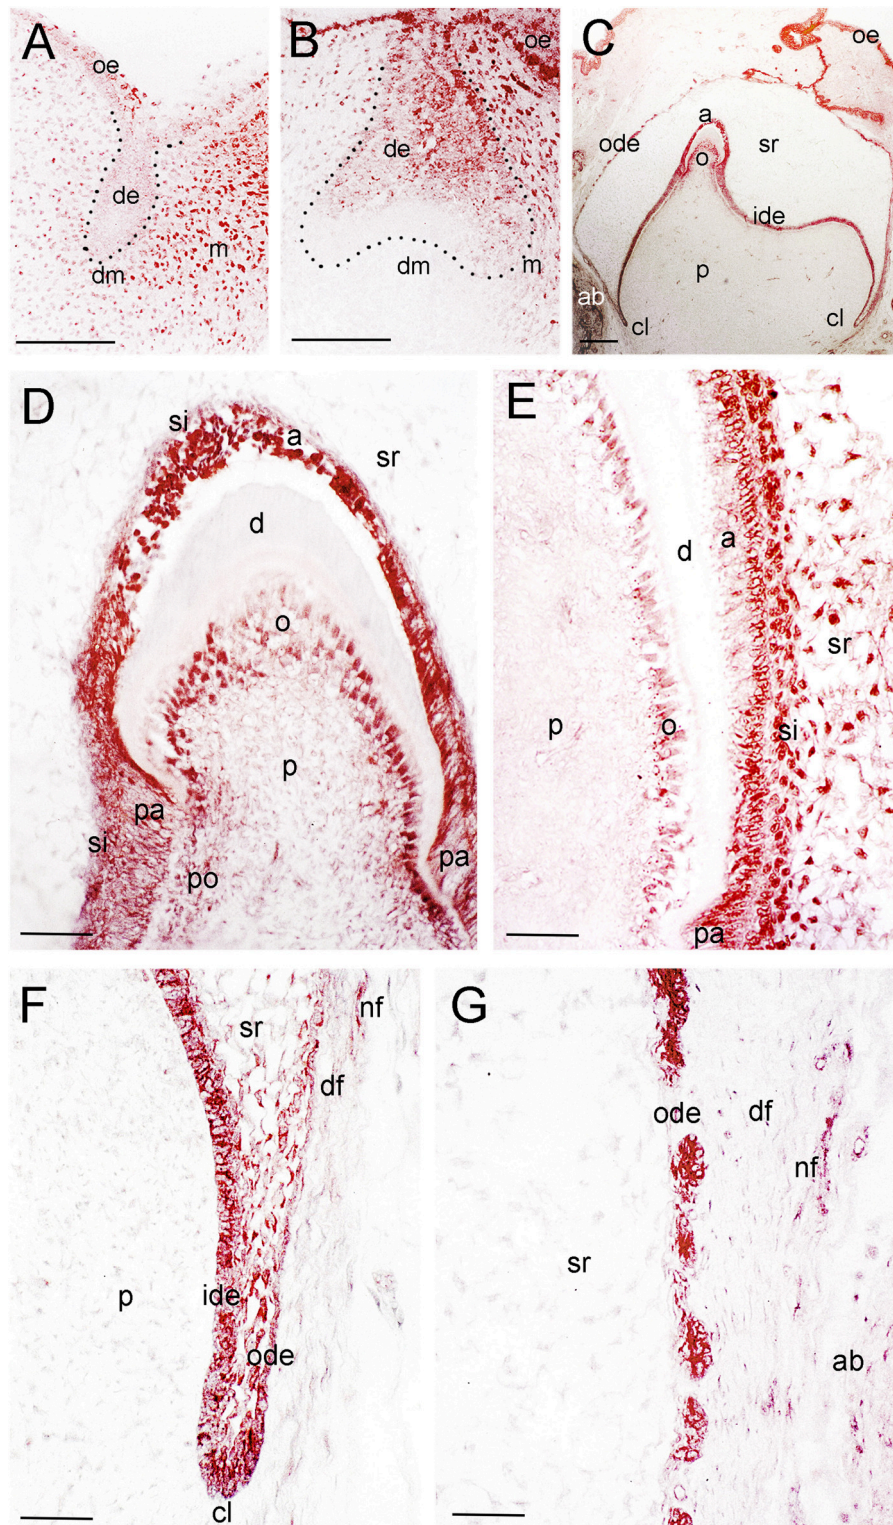 A
oe
de
dm
m
B
oe
de
dm
m
C
oe
a
ode
o
sr
ide
p
ab
cl
cl
D
si
a
sr
d
o
p
pa
si
po
pa
E
d
a
sr
p
o
si
pa
F
sr
nf
df
p
ide
ode
cl
G
ode
df
nf
sr
ab